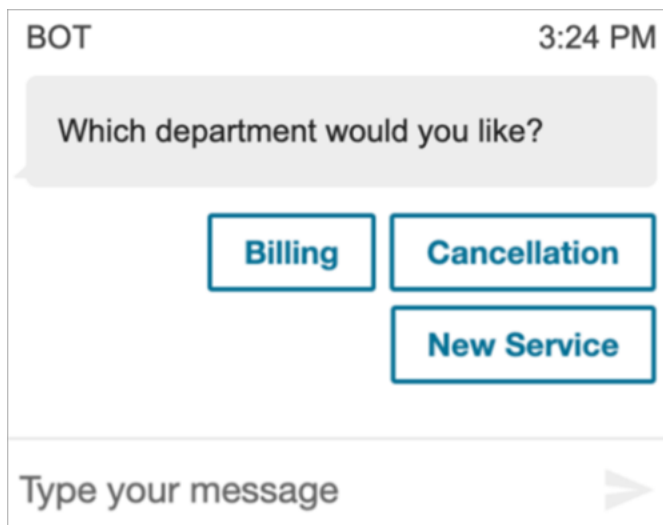 BOT 3:24 PM
Which department would you like?
Billing Cancellation
New Service
Type your message